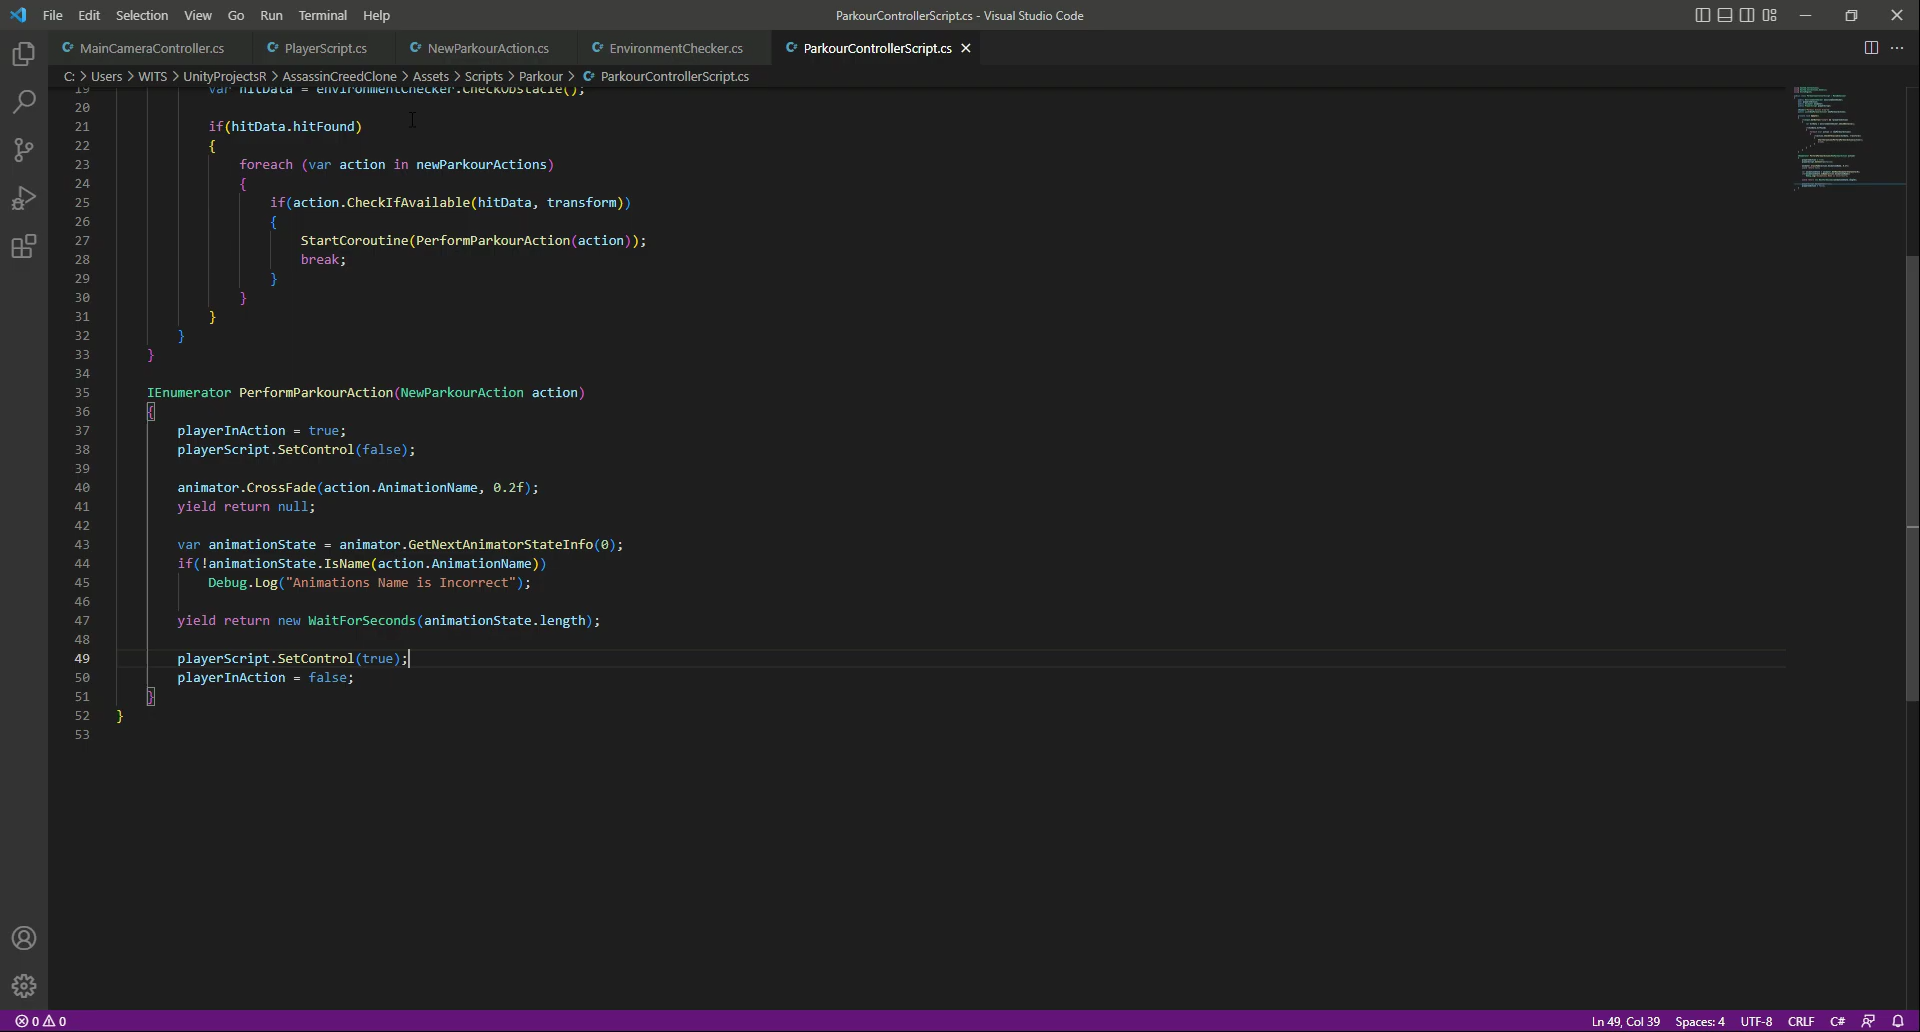 File Edit Selection View Go Run Terminal Help ParkourControllerScript.cs - Visual Studio Code
MainCameraController.cs PlayerScript.cs NewParkourAction.cs EnvironmentChecker.cs ParkourControllerScript.cs
C: > Users > WITS > UnityProjectsR > AssassinCreedClone > Assets > Scripts > Parkour > ParkourControllerScript.cs
19 var hitData = environmentChecker.CheckObstacle();
20
21 if(hitData.hitFound)
22 {
23 foreach (var action in newParkourActions)
24 {
25 if(action.CheckIfAvailable(hitData, transform))
26 {
27 StartCoroutine(PerformParkourAction(action));
28 break;
29 }
30 }
31 }
32 }
33 }
34
35 IEnumerator PerformParkourAction(NewParkourAction action)
36 {
37 playerInAction = true;
38 playerScript.SetControl(false);
39
40 animator.CrossFade(action.AnimationName, 0.2f);
41 yield return null;
42
43 var animationState = animator.GetNextAnimatorStateInfo(0);
44 if(!animationState.IsName(action.AnimationName))
45 Debug.Log("Animations Name is Incorrect");
46
47 yield return new WaitForSeconds(animationState.length);
48
49 playerScript.SetControl(true);
50 playerInAction = false;
51 }
52 }
53
0 0 Ln 49, Col 39 Spaces: 4 UTF-8 CRLF C#